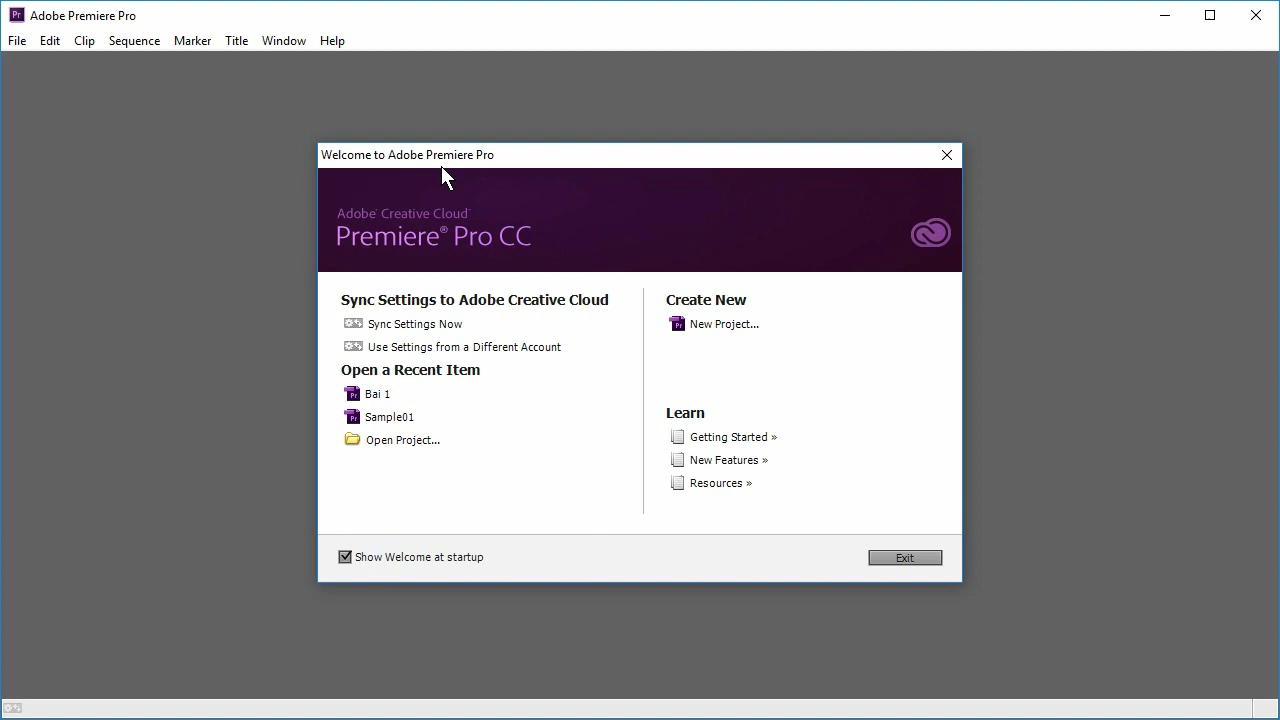 Adobe Premiere Pro
File Edit Clip Sequence Marker Title Window Help
Welcome to Adobe Premiere Pro
Adobe® Creative Cloud™
Premiere® Pro CC
Sync Settings to Adobe Creative Cloud
Sync Settings Now
Use Settings from a Different Account
Open a Recent Item
Bai 1
Sample01
Open Project...
Create New
New Project...
Learn
Getting Started »
New Features »
Resources »
Show Welcome at startup
Exit